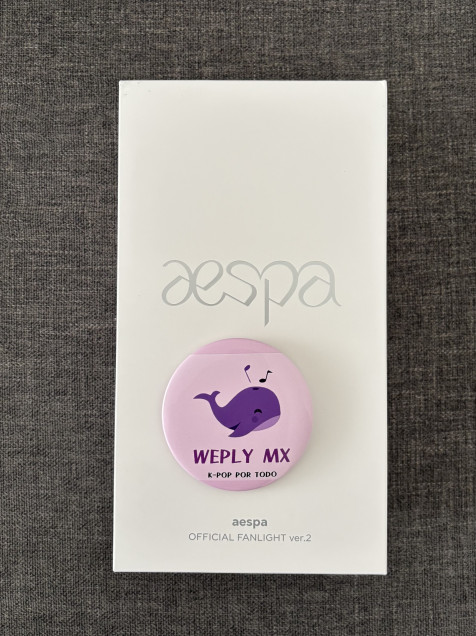 aespa
WEPLY MX
K-POP POR TODO
aespa
OFFICIAL FANLIGHT ver.2